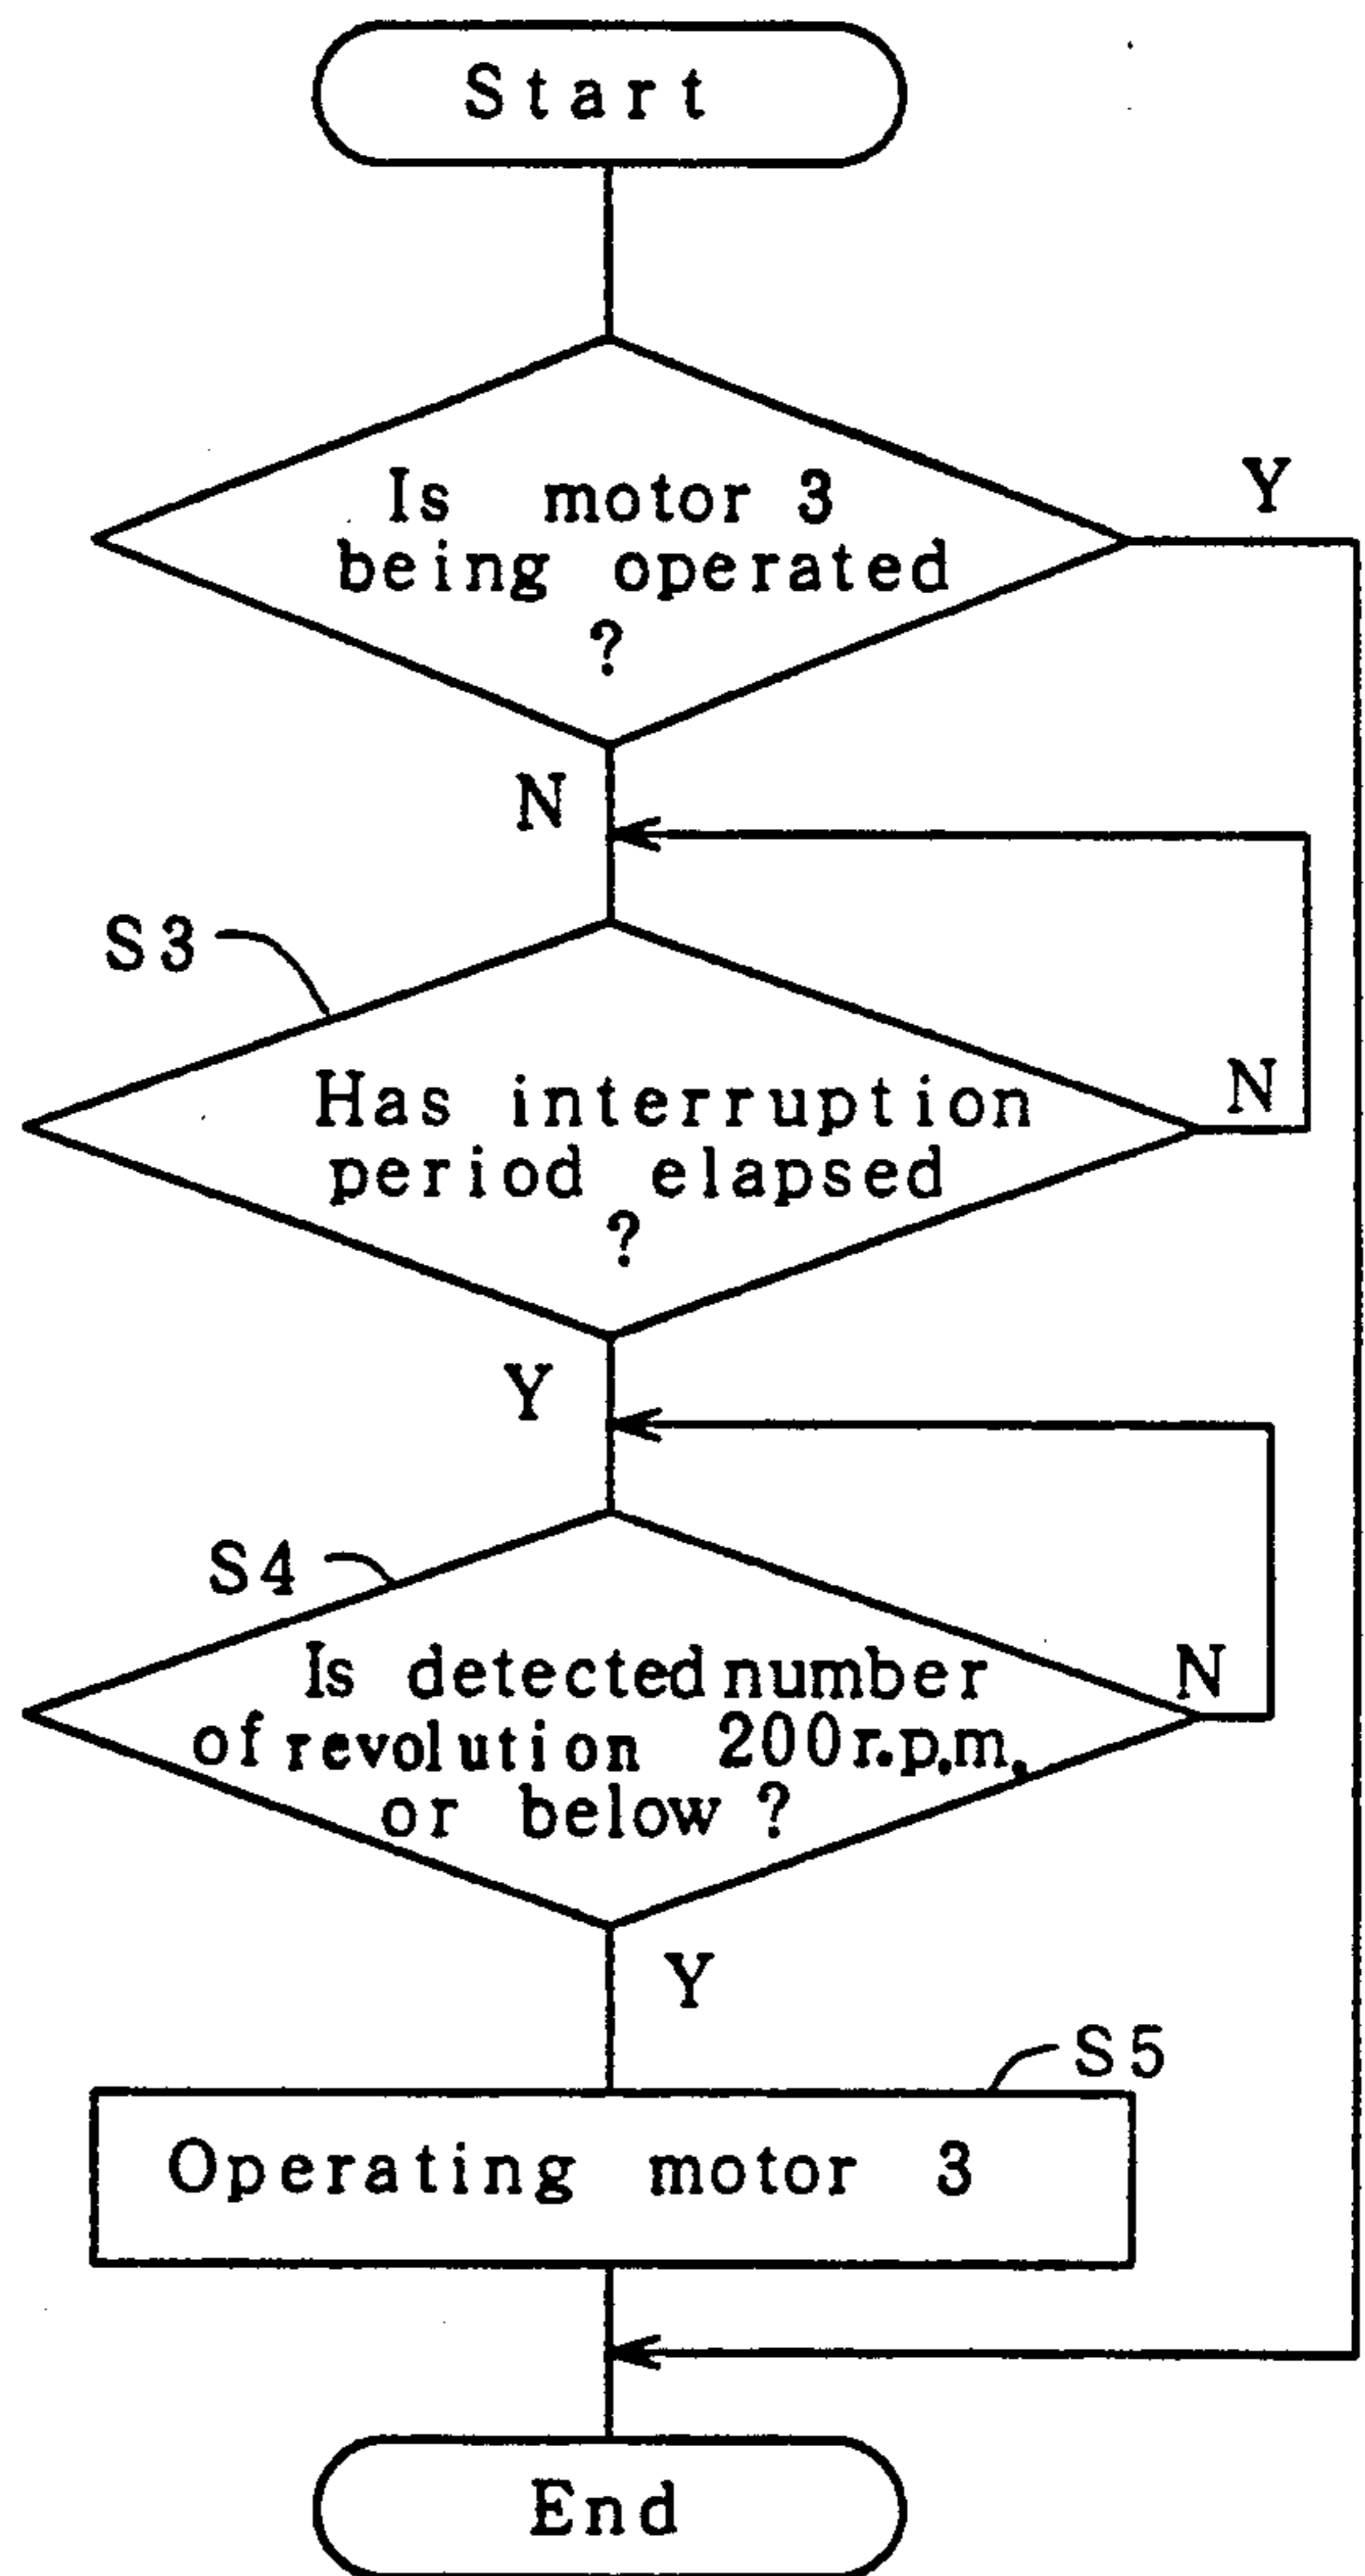 Start
Is motor 3
being operated
?
Y
N
S3
Has interruption
period elapsed
?
N
Y
S4
Is detected number
of revolution 200r.p.m.
or below?
N
Y
S5
Operating motor 3
End